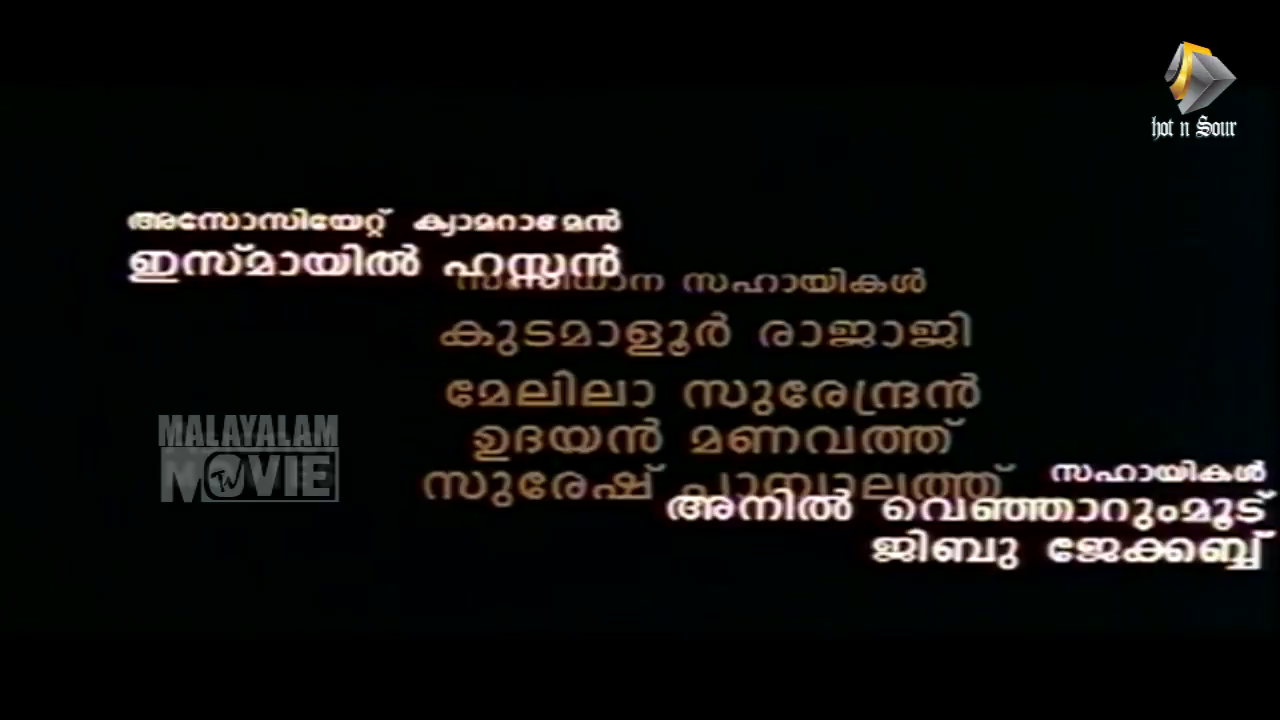 hot n Sour
അസോസിയേറ്റ് ക്യാമറാമേൻ
ഇസ്മായിൽ ഹസ്സൻ
സംവിധാന സഹായികൾ
കുടമാളൂർ രാജാജി
മേലില സുരേന്ദ്രൻ
ഉദയൻ മണവത്ത്
സുരേഷ്
സഹായികൾ
അനിൽ വെഞ്ഞാറുംമൂട്
ജിബു ജേക്കബ്ബ്
MALAYALAM
MOVIE
TW